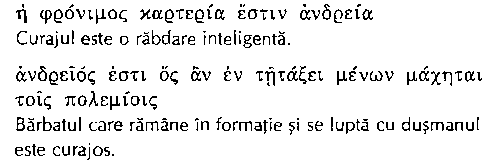 ἡ φρόνιμος καρτερία ἔστιν ἀνδρεία
Curajul este o răbdare inteligentă.
ἀνδρεῖός ἐστι ὅς ἂν ἐν τῇτάξει μένων μάχηται
τοῖς πολεμίοις
Bărbatul care rămâne în formație și se luptă cu dușmanul
este curajos.